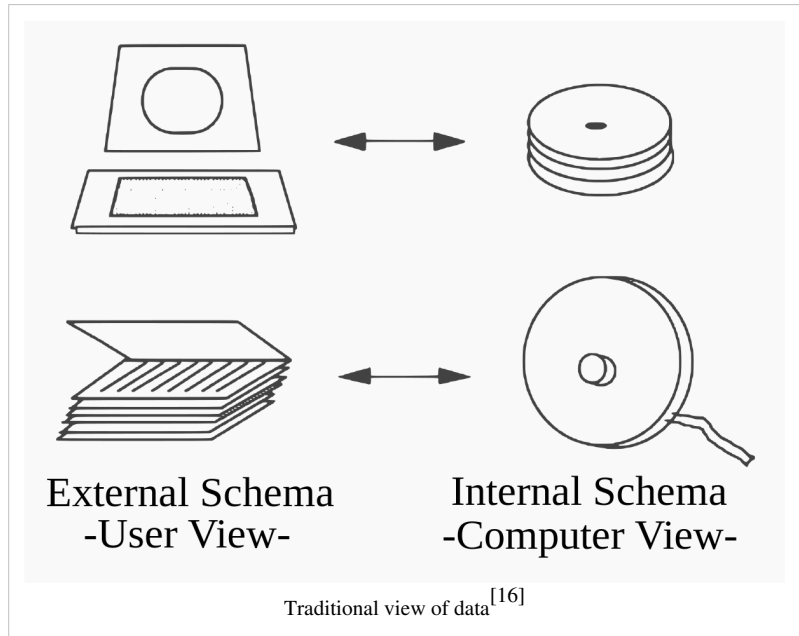 External Schema
-User View-
Internal Schema
-Computer View-
Traditional view of data[16]